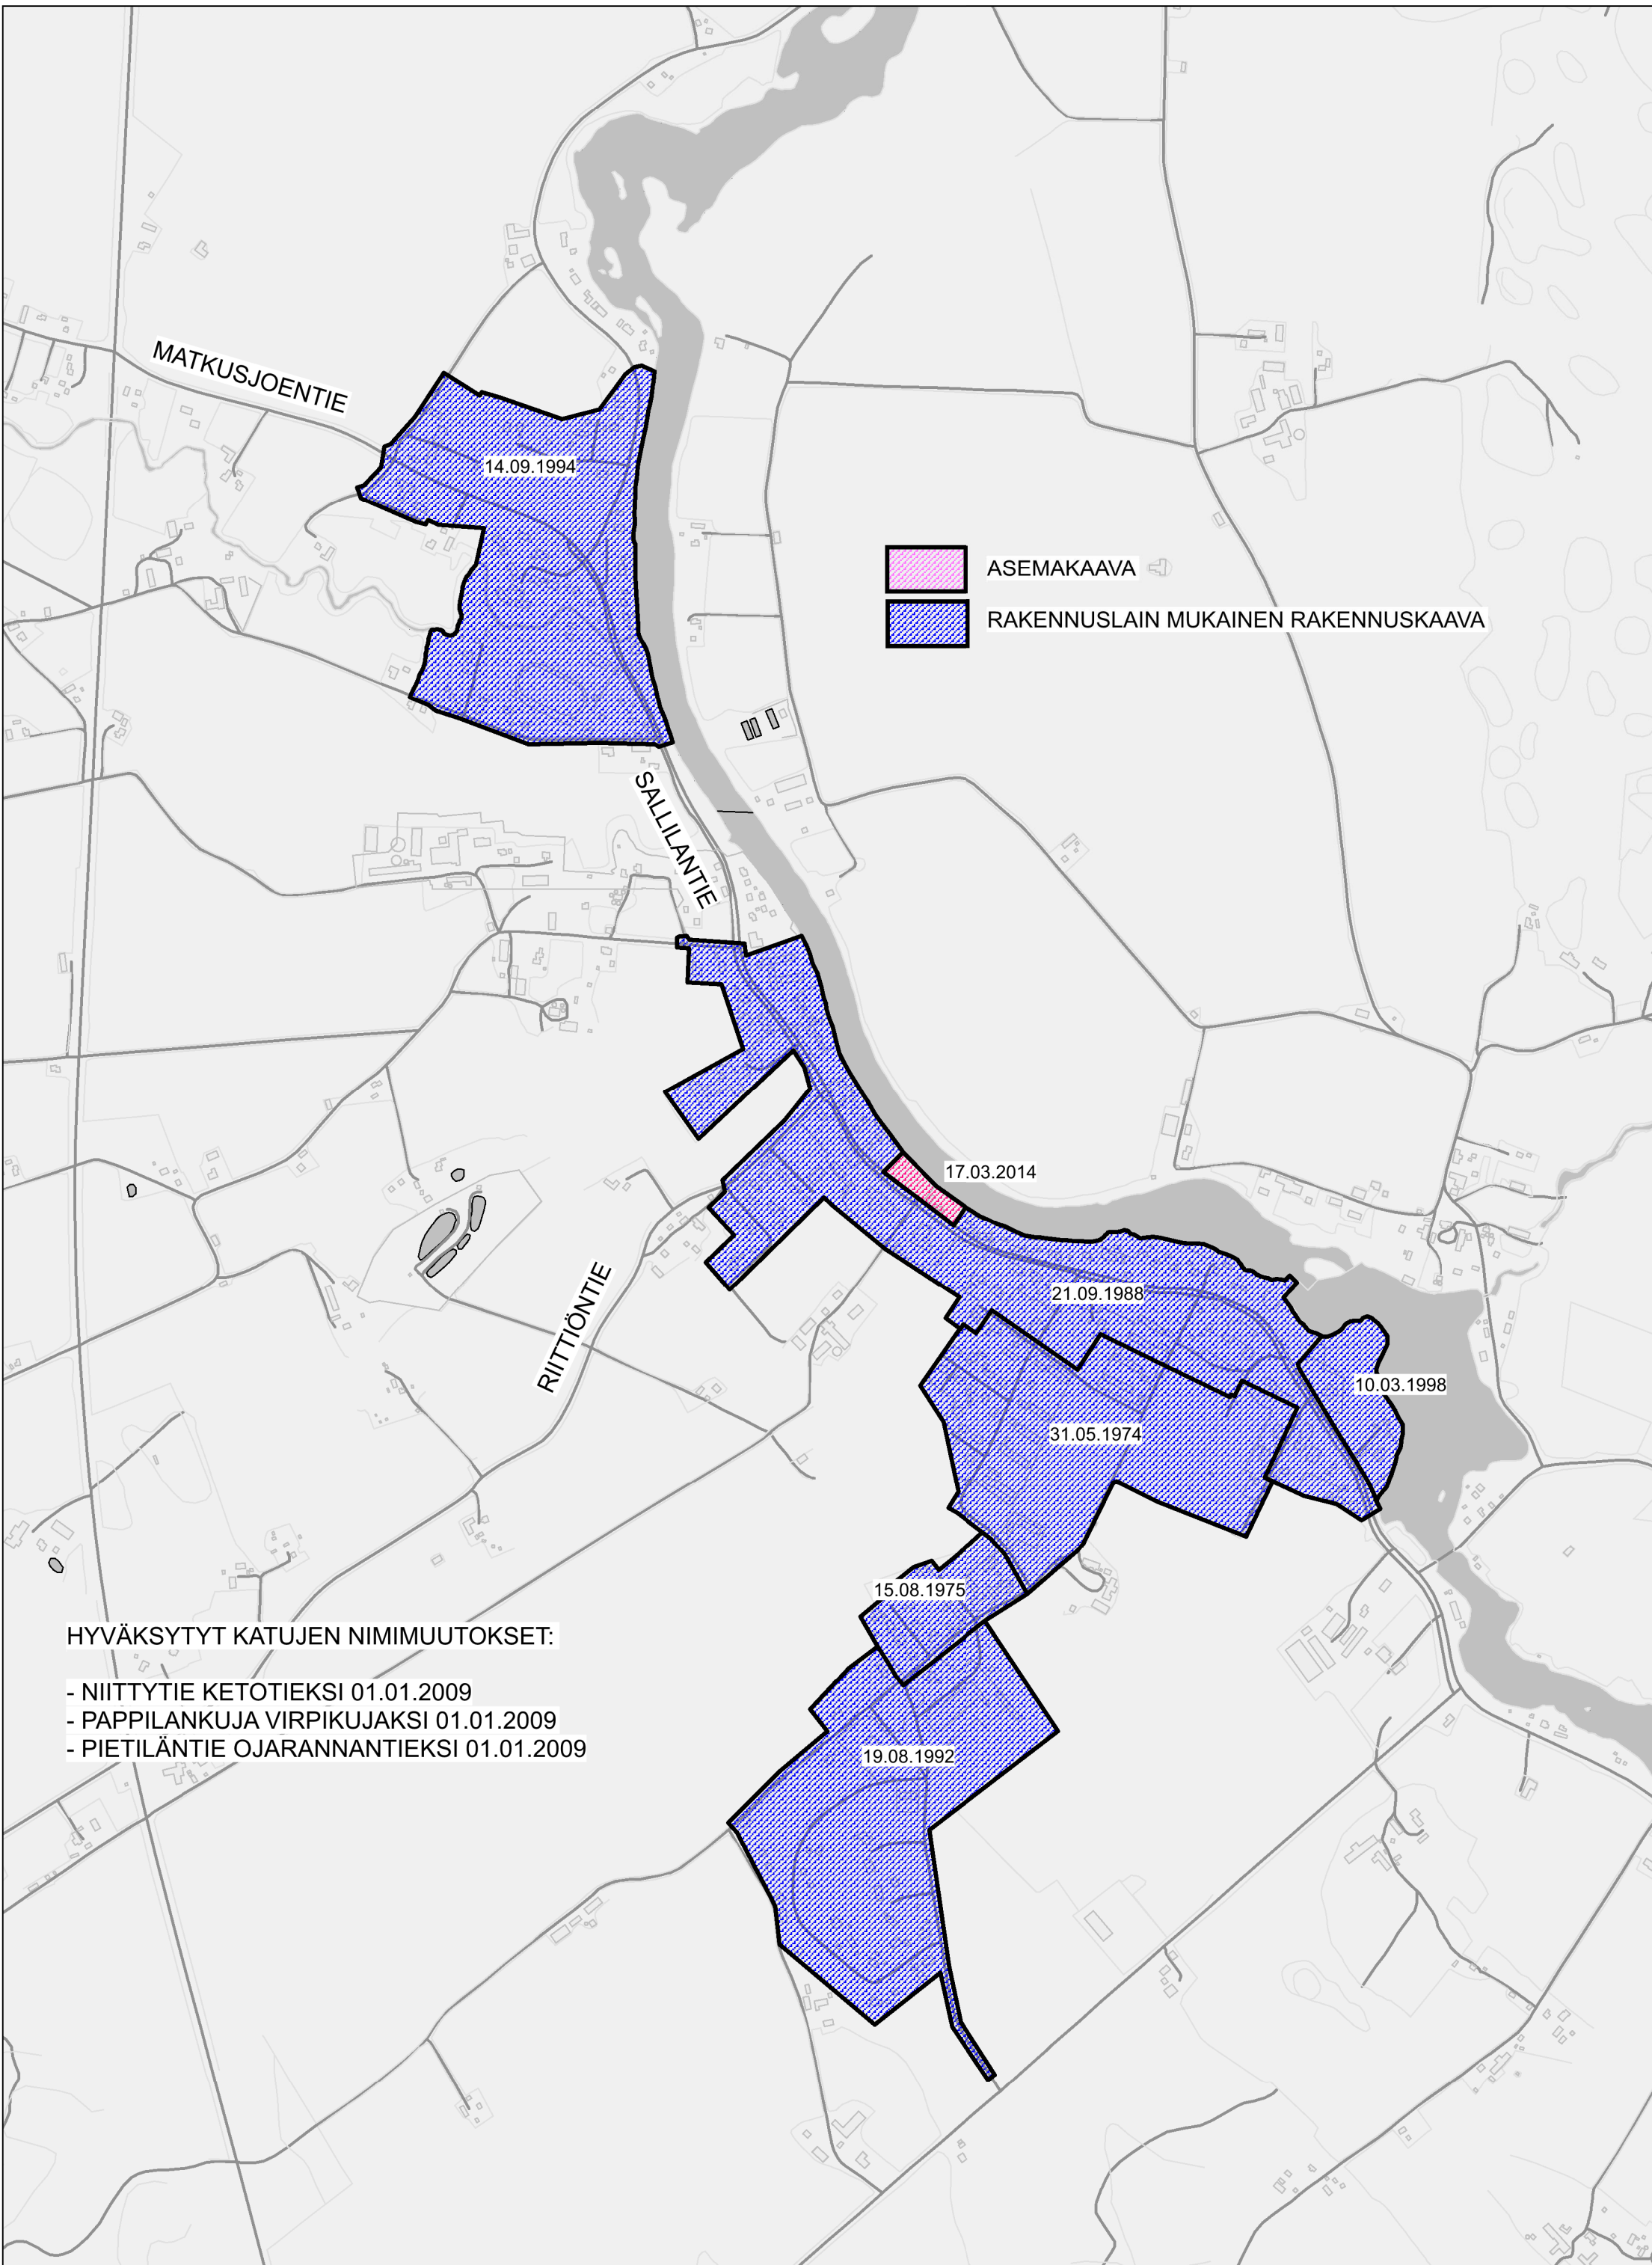 MATKUSJOENTIE
14.09.1994
ASEMAKAAVA
RAKENNUSLAIN MUKAINEN RAKENNUSKAAVA
SALLILANTIE
17.03.2014
RIITTIÖNTIE
21.09.1988
10.03.1998
31.05.1974
15.08.1975
HYVÄKSYTYT KATUJEN NIMIMUUTOKSET:
- NIITTYTIE KETOTIEKSI 01.01.2009
- PAPPILANKUJA VIRPIKUJAKSI 01.01.2009
- PIETILÄNTIE OJARANNANTIEKSI 01.01.2009
19.08.1992